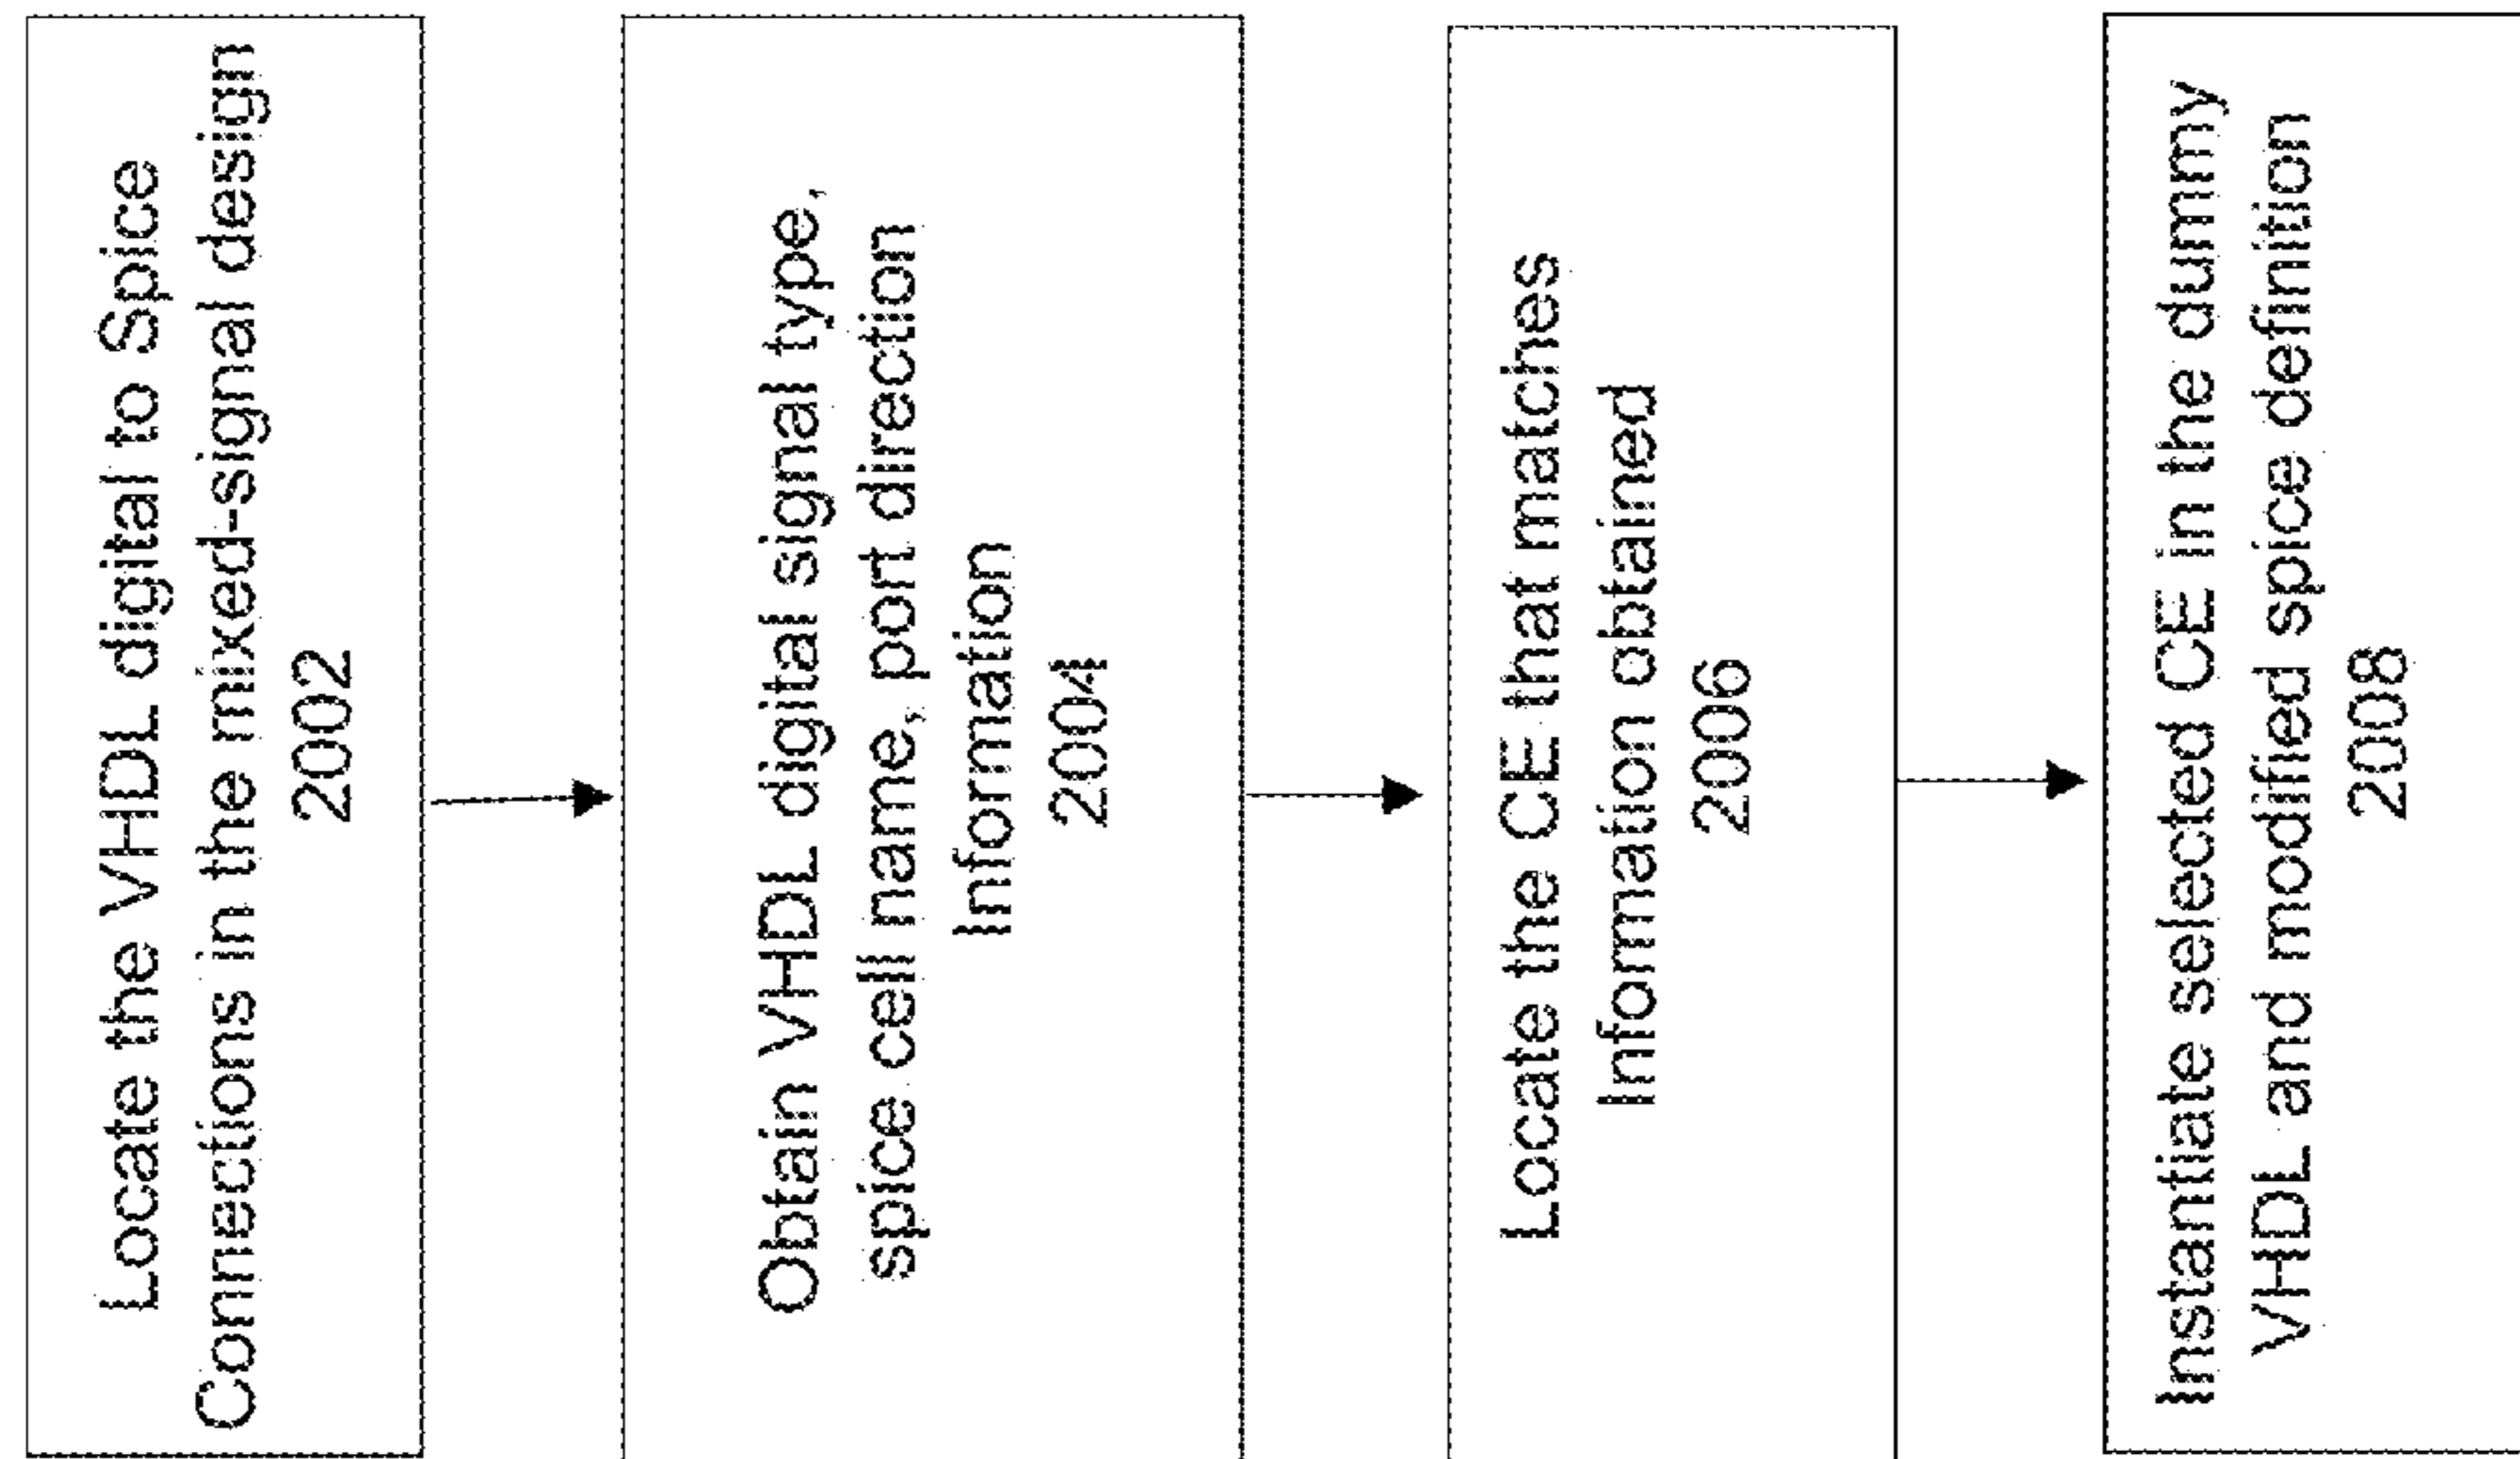 Locate the VHDL digital to Spice
Connections in the mixed-signal design
2002
Obtain VHDL digital signal type,
spice cell name, port direction
Information
2004
Locate the CE that matches
Information obtained
2006
Instantiate selected CE in the dummy
VHDL and modified spice definition
2008